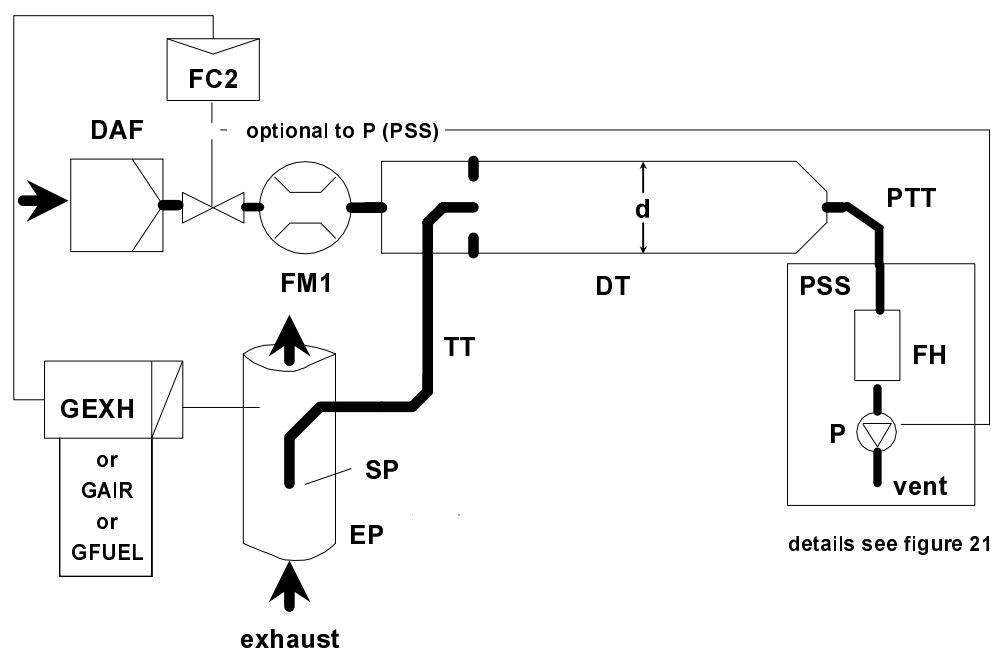 FC2
DAF
optional to P (PSS)
d
PTT
FM1
DT
PSS
TT
FH
GEXH
P
or
SP
GAIR
vent
or
EP
GFUEL
details see figure 21
exhaust